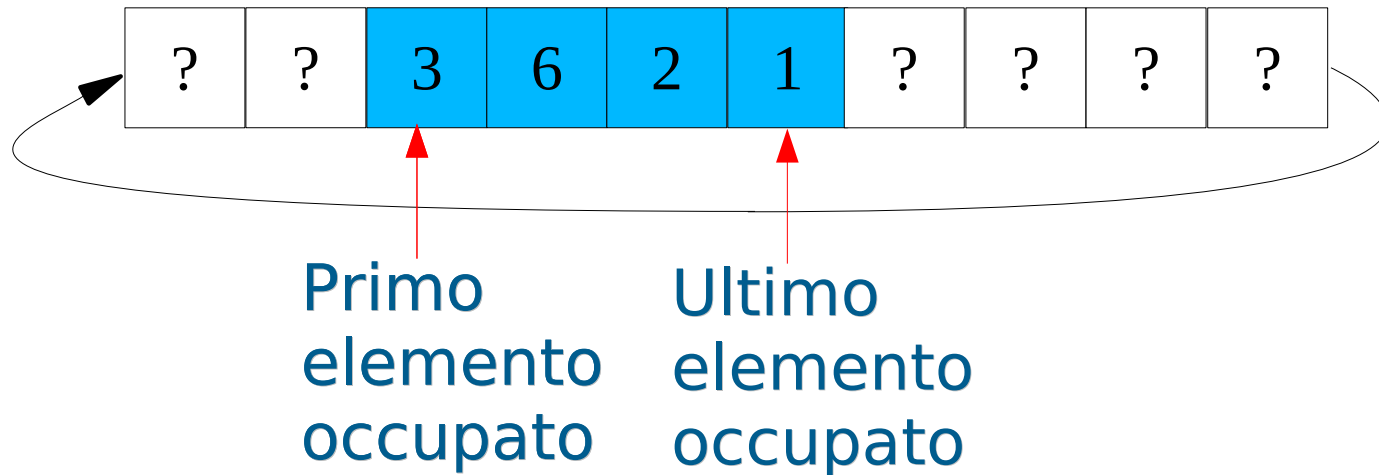 ? ? 3 6 2 1 ? ? ? ?
Primo
elemento
occupato
Ultimo
elemento
occupato